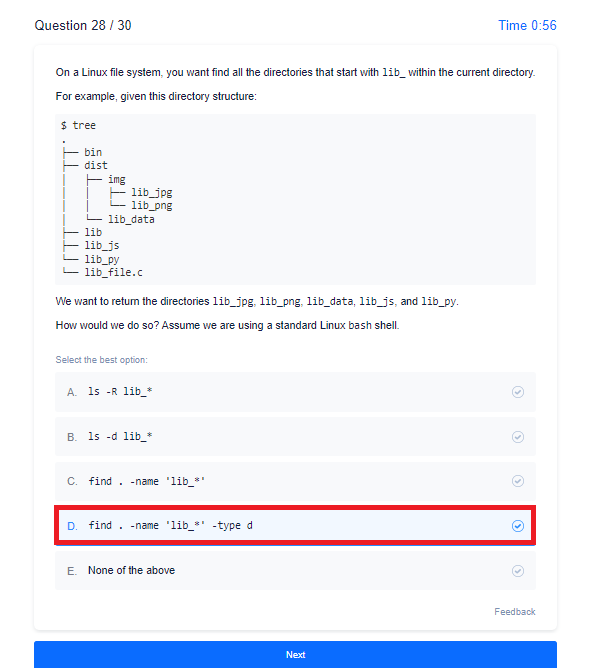 Question 28 / 30
Time 0:56
On a Linux file system, you want find all the directories that start with lib_ within the current directory.
For example, given this directory structure:
$ tree
.
├── bin
├── dist
│   ├── img
│   │   ├── lib_jpg
│   │   └── lib_png
│   └── lib_data
├── lib
├── lib_js
└── lib_py
└── lib_file.c
We want to return the directories lib_jpg, lib_png, lib_data, lib_js, and lib_py.
How would we do so? Assume we are using a standard Linux bash shell.
Select the best option:
A. ls -R lib_*
B. ls -d lib_*
C. find . -name 'lib_*'
D. find . -name 'lib_*' -type d
E. None of the above
Feedback
Next